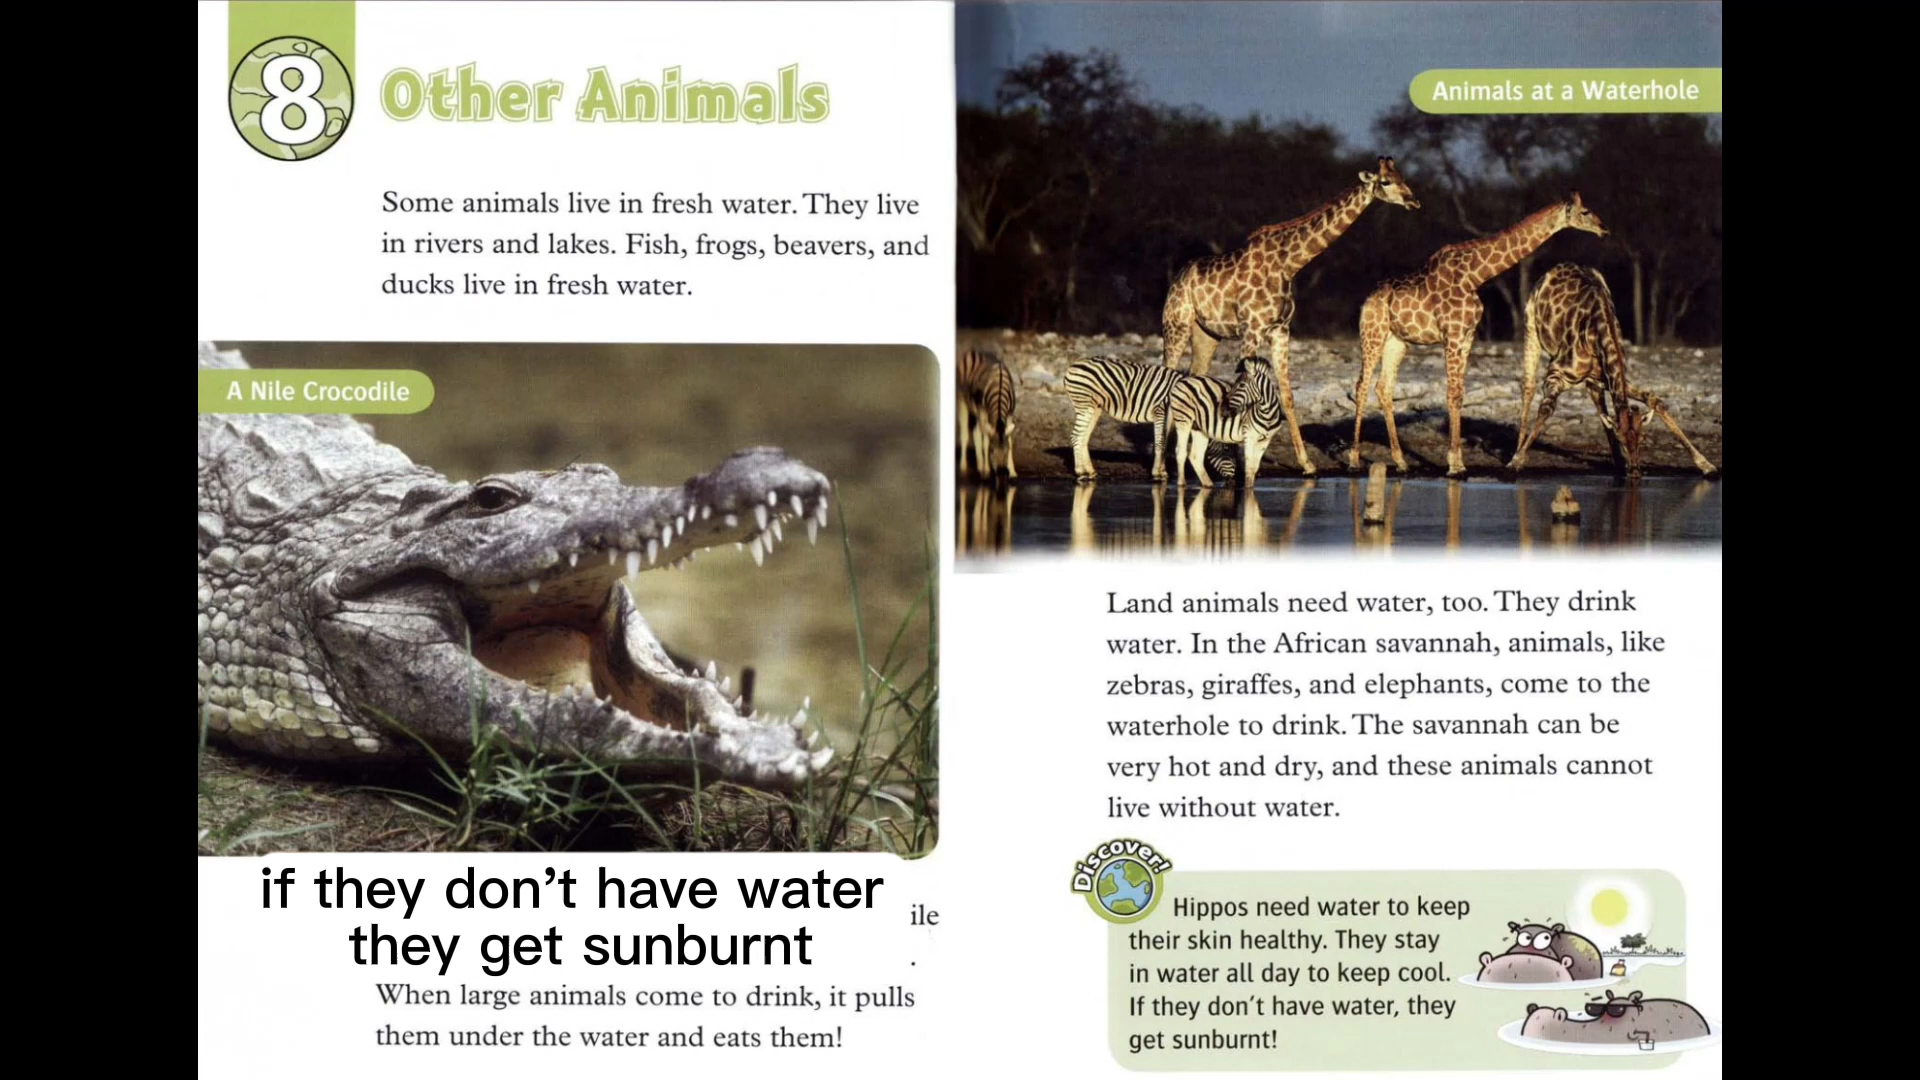 8
Other Animals
Some animals live in fresh water. They live
in rivers and lakes. Fish, frogs, beavers, and
ducks live in fresh water.
A Nile Crocodile
if they don’t have water
they get sunburnt
ile
.
When large animals come to drink, it pulls
them under the water and eats them!
Animals at a Waterhole
Land animals need water, too. They drink
water. In the African savannah, animals, like
zebras, giraffes, and elephants, come to the
waterhole to drink. The savannah can be
very hot and dry, and these animals cannot
live without water.
Discover!
Hippos need water to keep
their skin healthy. They stay
in water all day to keep cool.
If they don’t have water, they
get sunburnt!